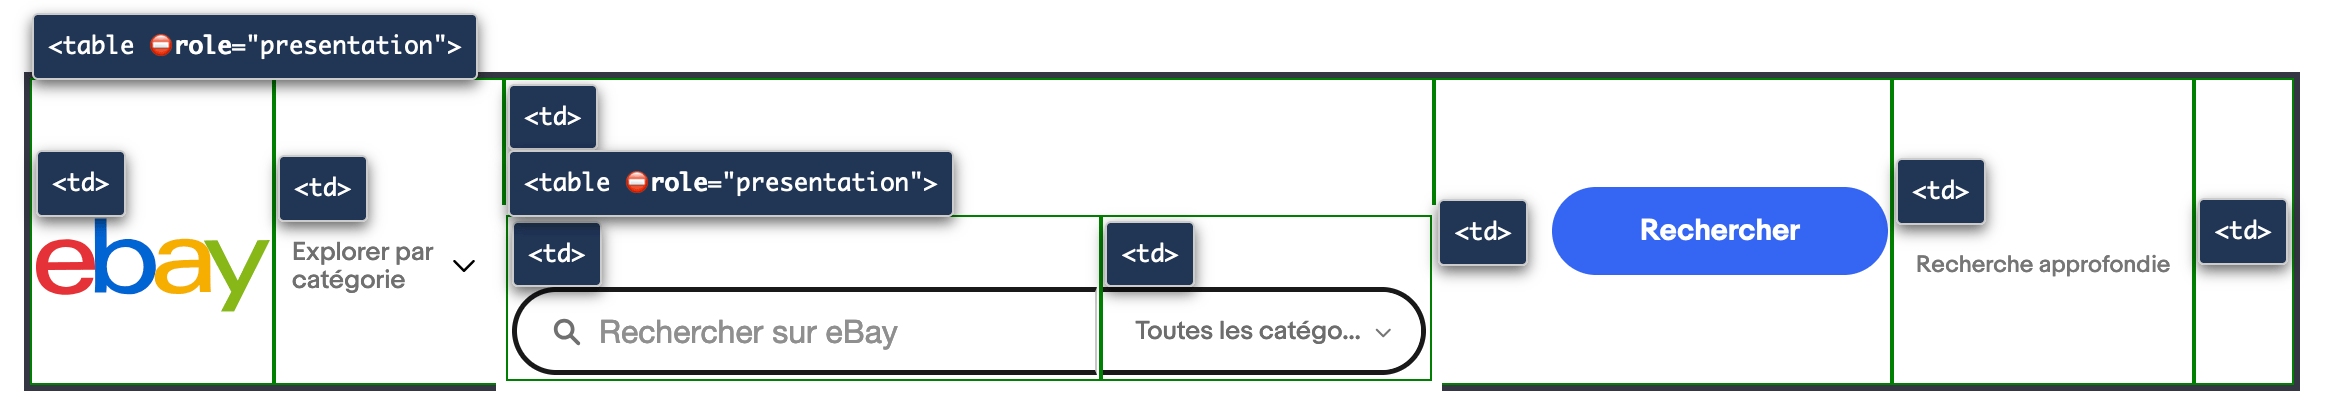 <table ⛔role="presentation">
<td>
ebay
<td>
Explorer par
catégorie
<td>
<table ⛔role="presentation">
<td>
Rechercher sur eBay
<td>
Toutes les catégo...
<td>
Rechercher
<td>
Recherche approfondie
<td>